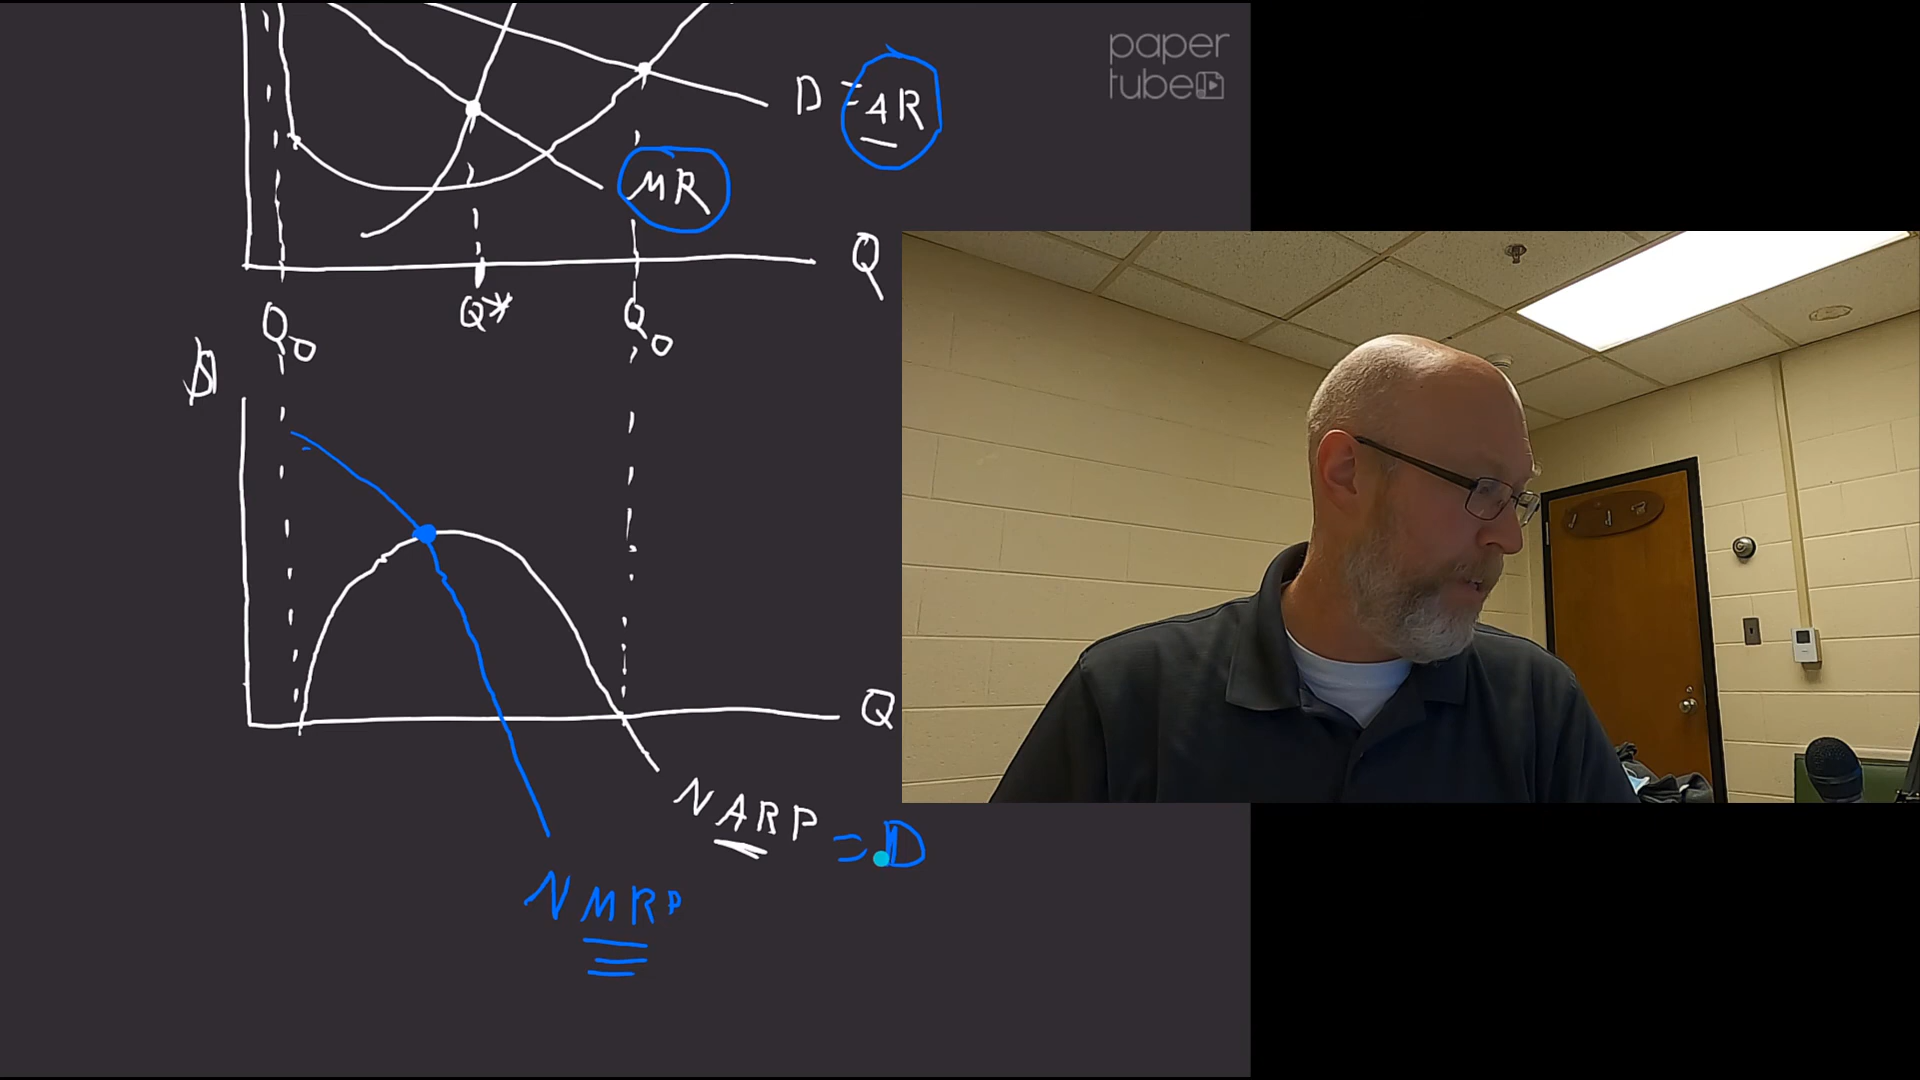 paper
tube
D = AR
MR
Q
Q0
Q*
Q0
$
Q
NARP = D
NMRP